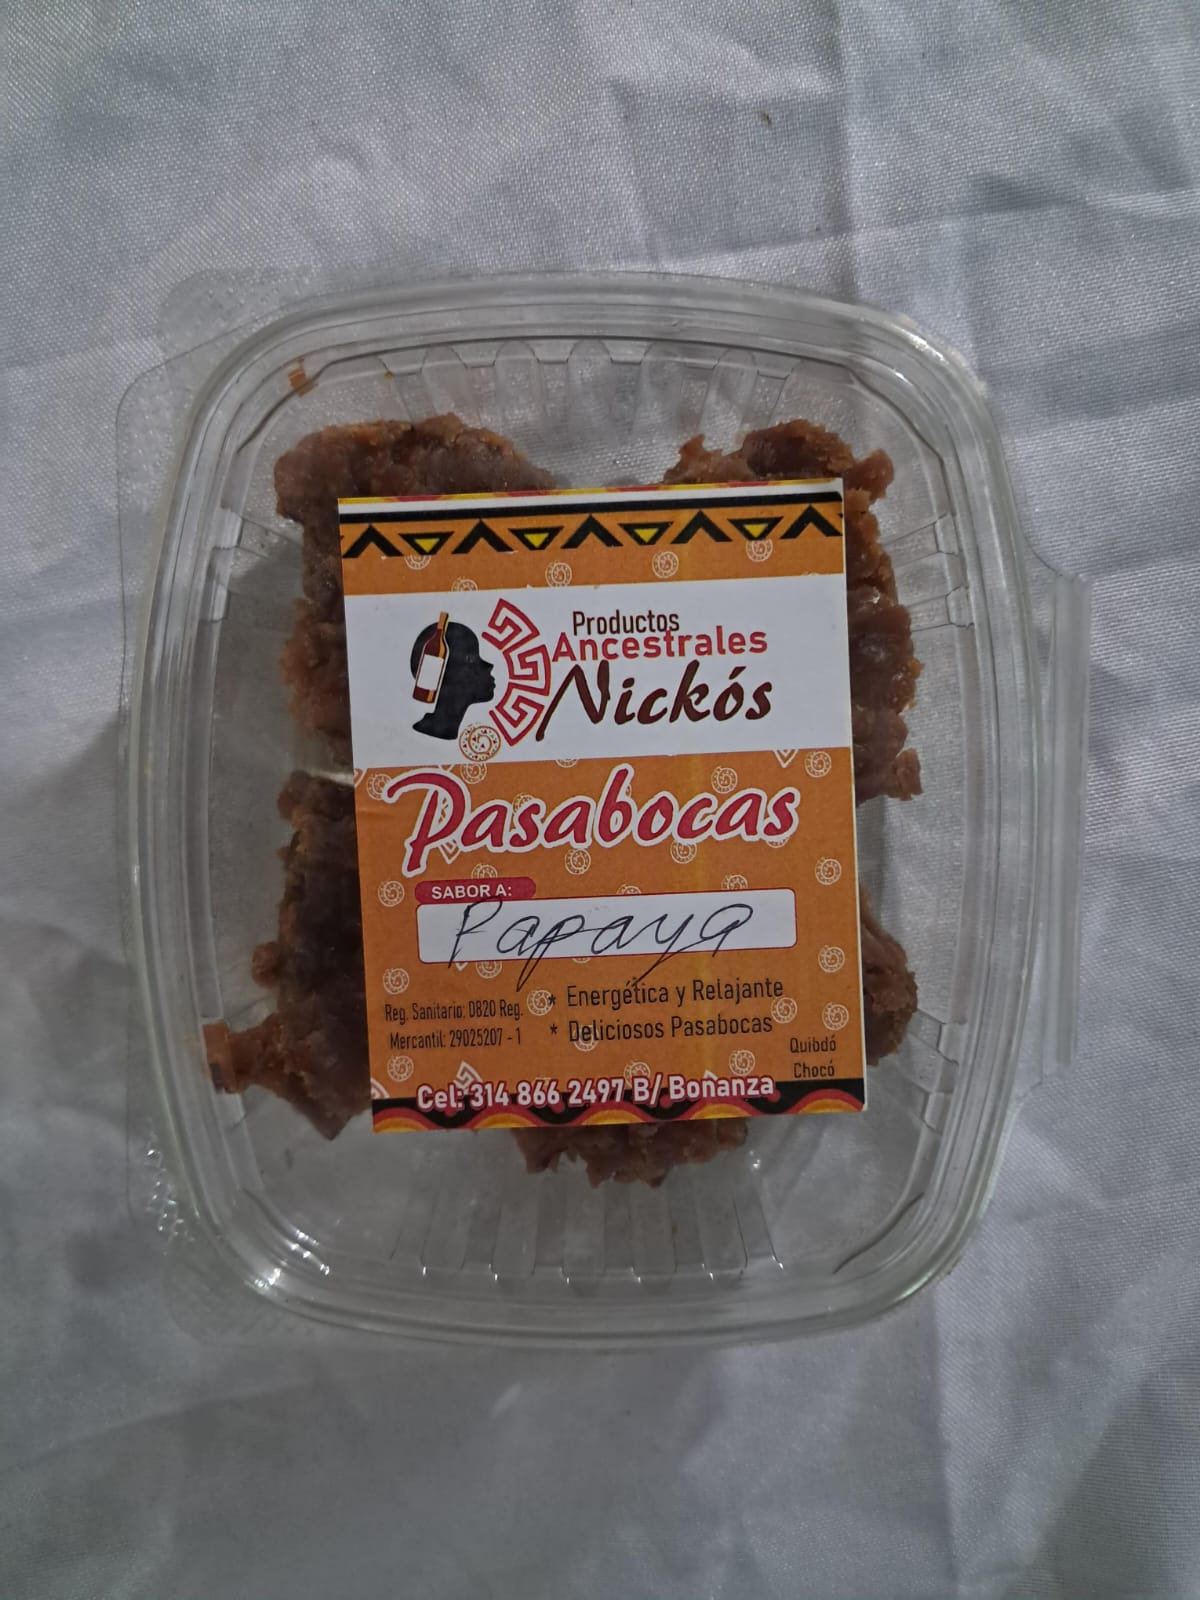 Productos
Ancestrales
Nickós
Pasabocas
SABOR A:
Papaya
Reg. Sanitario: 0820 Reg.
Mercantil: 29025207 - 1
* Energética y Relajante
* Deliciosos Pasabocas
Quibdó
Chocó
Cel: 314 866 2497 B/ Bonanza